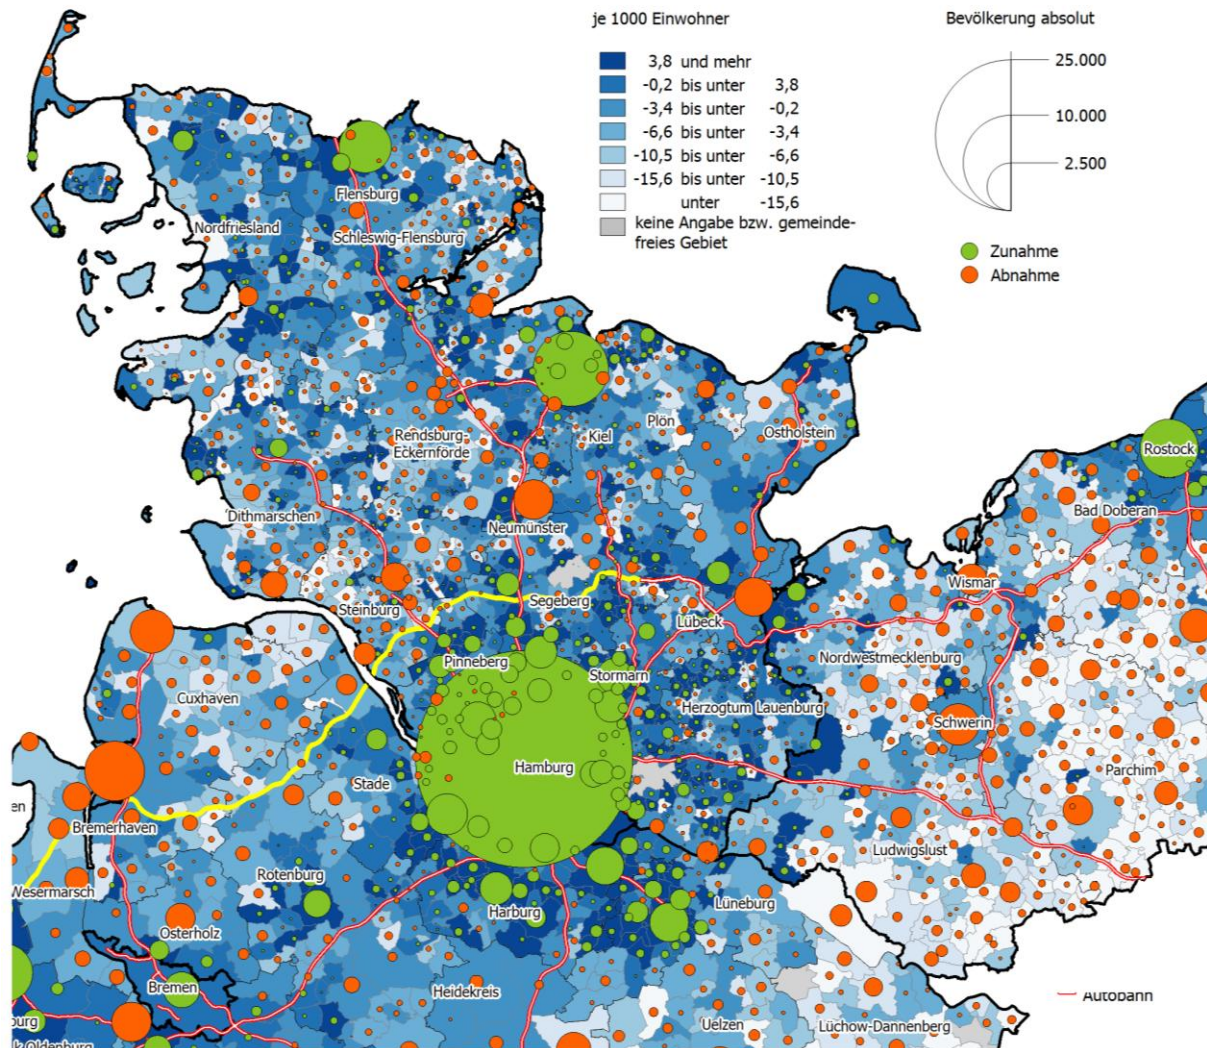 je 1000 Einwohner
3,8 und mehr
-0,2 bis unter 3,8
-3,4 bis unter -0,2
-6,6 bis unter -3,4
-10,5 bis unter -6,6
-15,6 bis unter -10,5
unter -15,6
keine Angabe bzw. gemeinde-
freies Gebiet
Bevölkerung absolut
25.000
10.000
2.500
Zunahme
Abnahme
Flensburg
Nordfriesland
Schleswig-Flensburg
Rendsburg-
Eckernförde
Kiel
Plön
Ostholstein
Rostock
Dithmarschen
Neumünster
Bad Doberan
Steinburg
Segeberg
Lübeck
Wismar
Pinneberg
Stormarn
Nordwestmecklenburg
Cuxhaven
Herzogtum Lauenburg
Schwerin
Hamburg
Stade
Parchim
en
Bremerhaven
Ludwigslust
Wesermarsch
Rotenburg
Harburg
Lüneburg
Osterholz
Bremen
Heidekreis
Autobahn
burg
Uelzen
Lüchow-Dannenberg
k Oldenburg